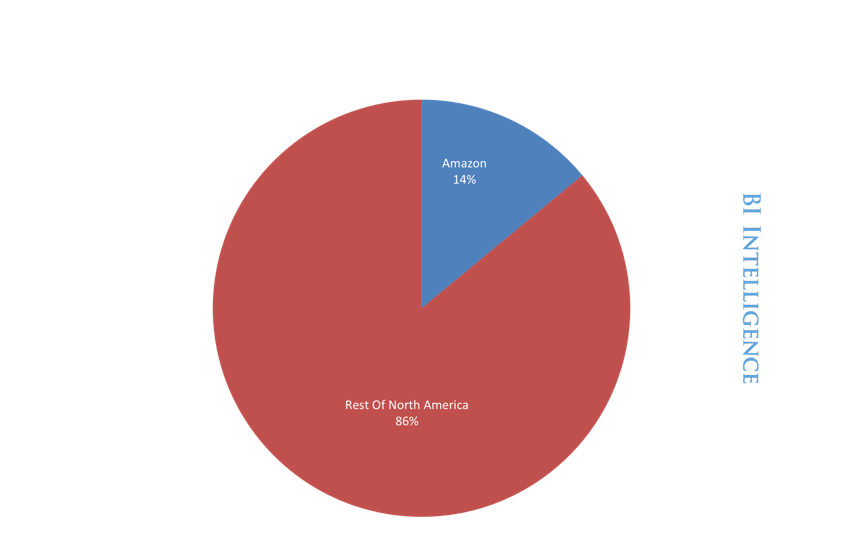 Amazon
14%
Rest Of North America
86%
BI INTELLIGENCE